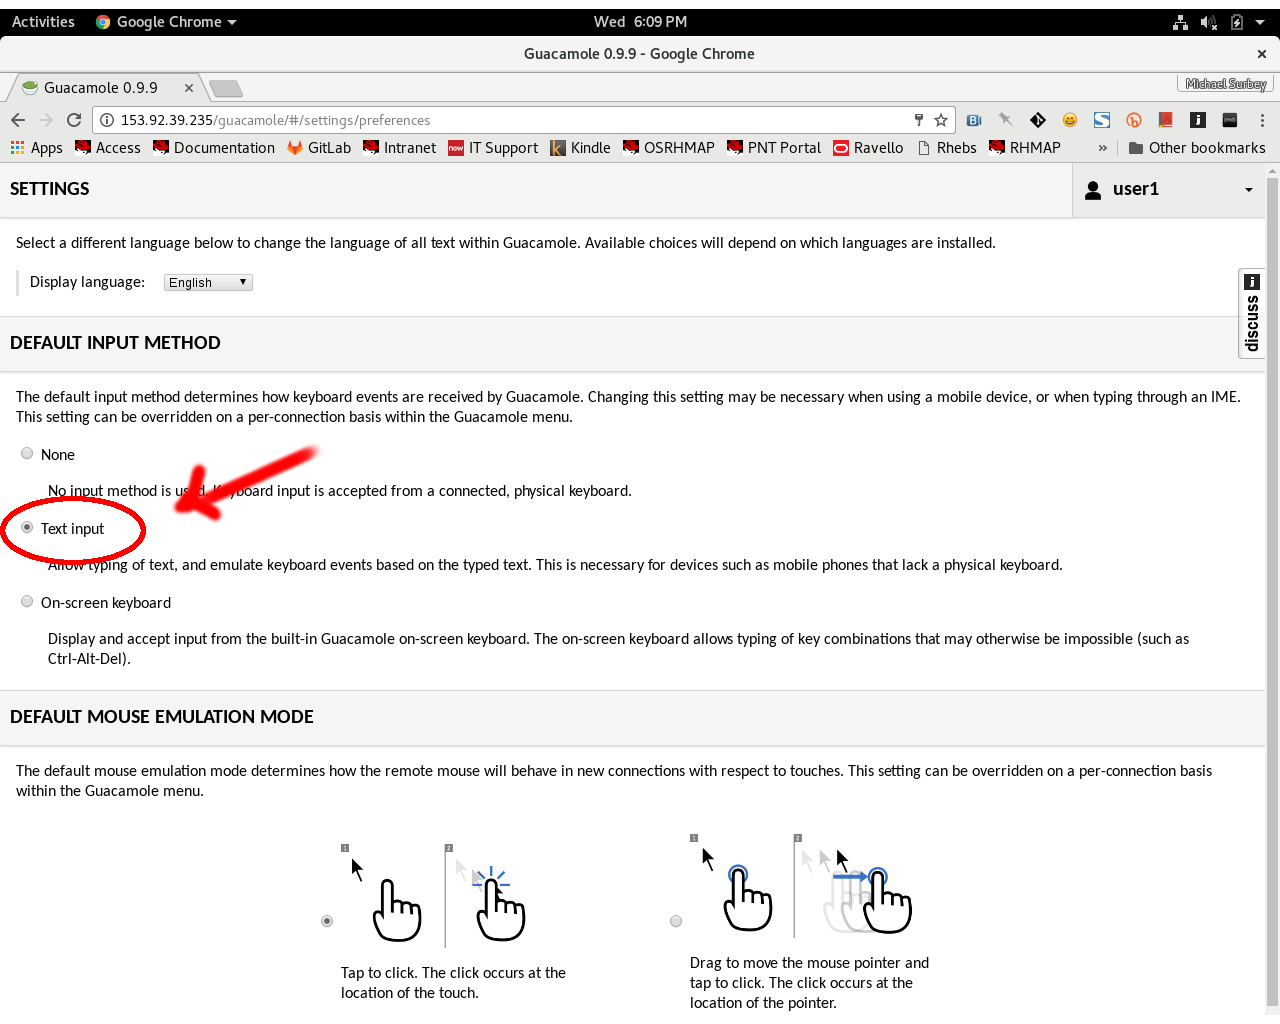 Activities Google Chrome Wed 6:09 PM
Guacamole 0.9.9 - Google Chrome ×
Guacamole 0.9.9 × Michael Surbey
153.92.39.235/guacamole/#/settings/preferences
Apps Access Documentation GitLab Intranet now IT Support Kindle OSRHMAP PNT Portal Ravello Rhebs RHMAP » Other bookmarks
SETTINGS user1
Select a different language below to change the language of all text within Guacamole. Available choices will depend on which languages are installed.
Display language: English
discuss
DEFAULT INPUT METHOD
The default input method determines how keyboard events are received by Guacamole. Changing this setting may be necessary when using a mobile device, or when typing through an IME.
This setting can be overridden on a per-connection basis within the Guacamole menu.
None
No input method is used. Keyboard input is accepted from a connected, physical keyboard.
Text input
Allow typing of text, and emulate keyboard events based on the typed text. This is necessary for devices such as mobile phones that lack a physical keyboard.
On-screen keyboard
Display and accept input from the built-in Guacamole on-screen keyboard. The on-screen keyboard allows typing of key combinations that may otherwise be impossible (such as
Ctrl-Alt-Del).
DEFAULT MOUSE EMULATION MODE
The default mouse emulation mode determines how the remote mouse will behave in new connections with respect to touches. This setting can be overridden on a per-connection basis
within the Guacamole menu.
1 2 1 2
Tap to click. The click occurs at the
location of the touch.
Drag to move the mouse pointer and
tap to click. The click occurs at the
location of the pointer.